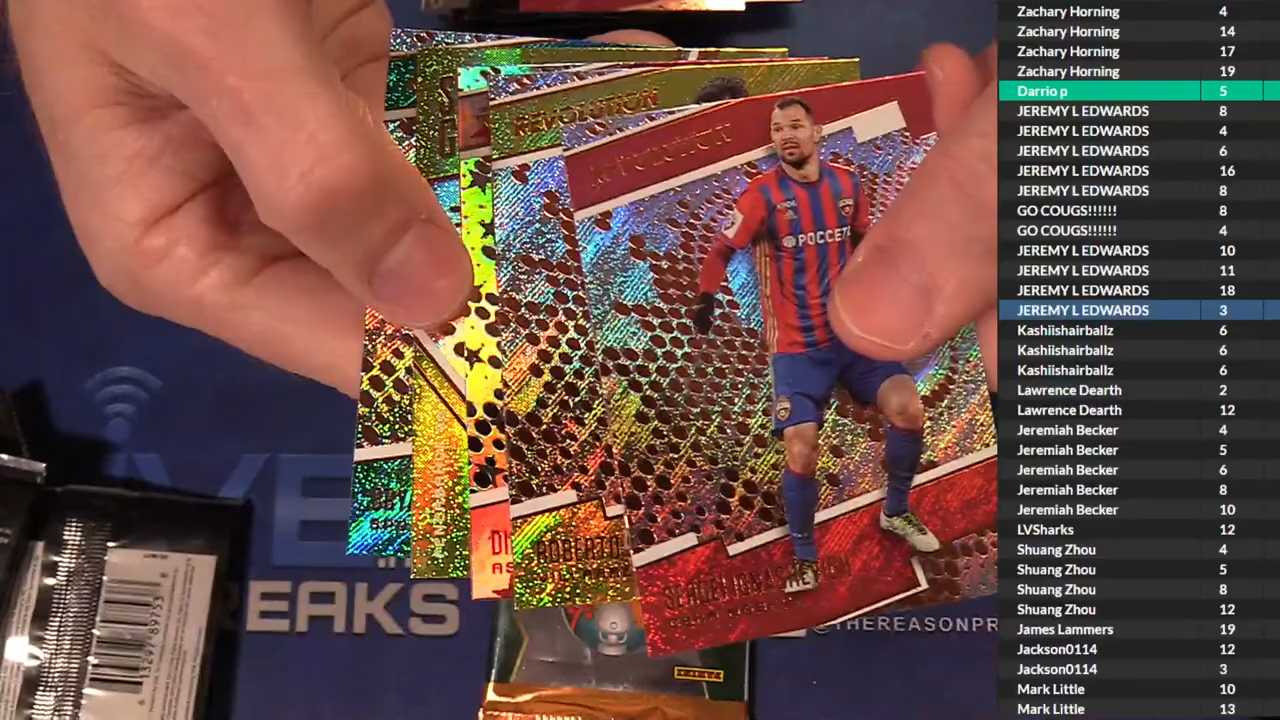 REVOLUTION
REVOLUTION
РОССЕТИ
ROBERTO
SERGEI IGNASHEVICH
DI
AS
VE
IN
REAKS
@THEREASONPR
Zachary Horning 4
Zachary Horning 14
Zachary Horning 17
Zachary Horning 19
Darrio p 5
JEREMY L EDWARDS 8
JEREMY L EDWARDS 4
JEREMY L EDWARDS 6
JEREMY L EDWARDS 16
JEREMY L EDWARDS 8
GO COUGS!!!!!! 8
GO COUGS!!!!!! 4
JEREMY L EDWARDS 10
JEREMY L EDWARDS 11
JEREMY L EDWARDS 18
JEREMY L EDWARDS 3
Kashiishairballz 6
Kashiishairballz 6
Kashiishairballz 6
Lawrence Dearth 2
Lawrence Dearth 12
Jeremiah Becker 4
Jeremiah Becker 5
Jeremiah Becker 6
Jeremiah Becker 8
Jeremiah Becker 10
LVSharks 12
Shuang Zhou 4
Shuang Zhou 5
Shuang Zhou 8
Shuang Zhou 12
James Lammers 19
Jackson0114 12
Jackson0114 3
Mark Little 10
Mark Little 13